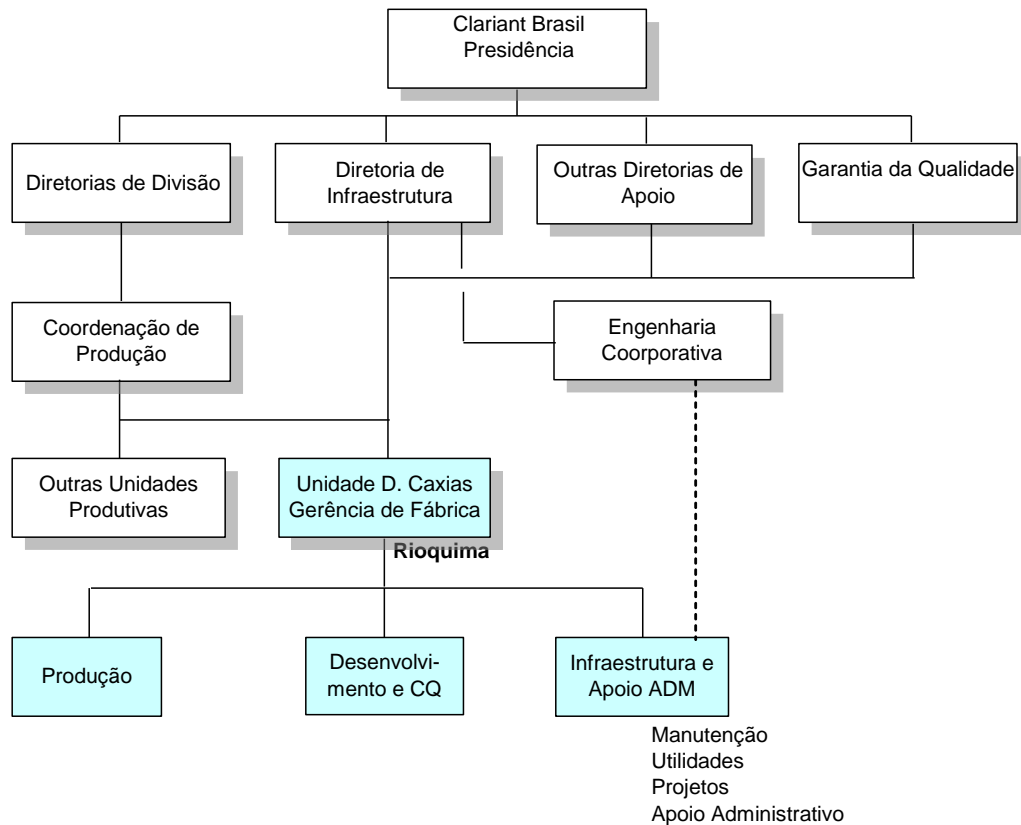 Clariant Brasil
Presidência
Diretorias de Divisão
Diretoria de
Infraestrutura
Outras Diretorias de
Apoio
Garantia da Qualidade
Coordenação de
Produção
Engenharia
Coorporativa
Outras Unidades
Produtivas
Unidade D. Caxias
Gerência de Fábrica
Rioquima
Produção
Desenvolvi-
mento e CQ
Infraestrutura e
Apoio ADM
Manutenção
Utilidades
Projetos
Apoio Administrativo